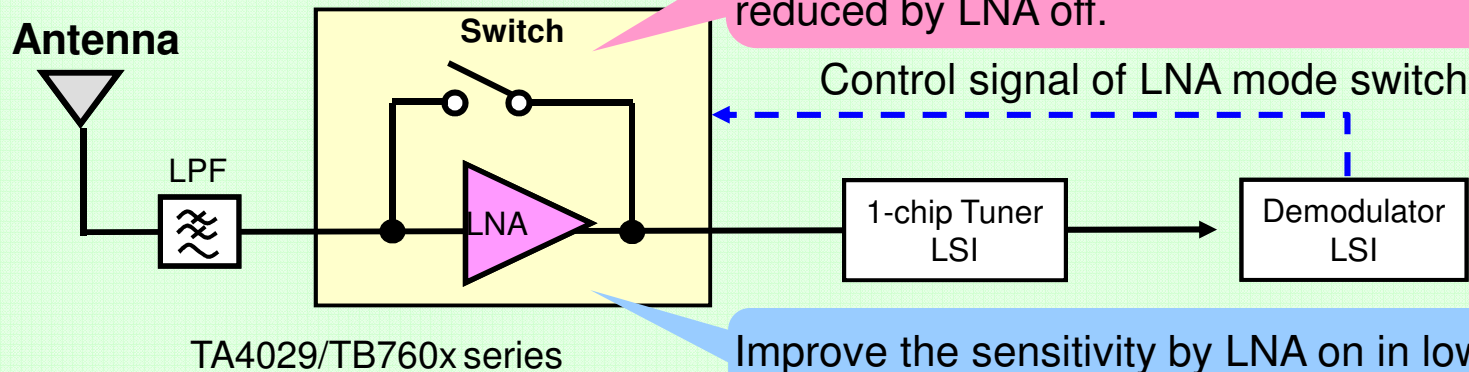 reduced by LNA off.
Antenna
Switch
Control signal of LNA mode switch
LPF
LNA
1-chip Tuner
LSI
Demodulator
LSI
TA4029/TB760x series
Improve the sensitivity by LNA on in low